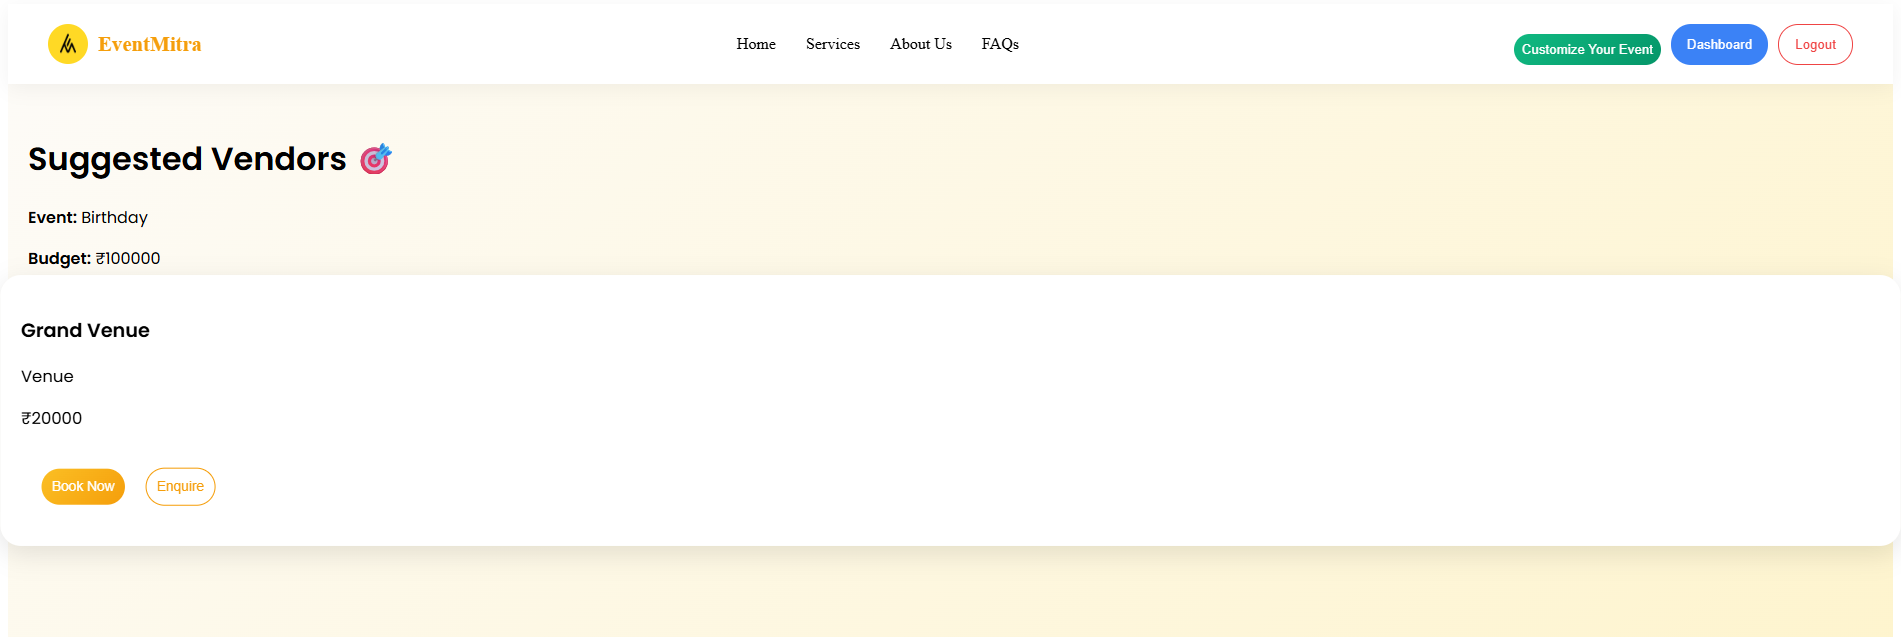 EventMitra Home Services About Us FAQs Customize Your Event Dashboard Logout
Suggested Vendors 🎯
Event: Birthday
Budget: ₹100000
Grand Venue
Venue
₹20000
Book Now Enquire